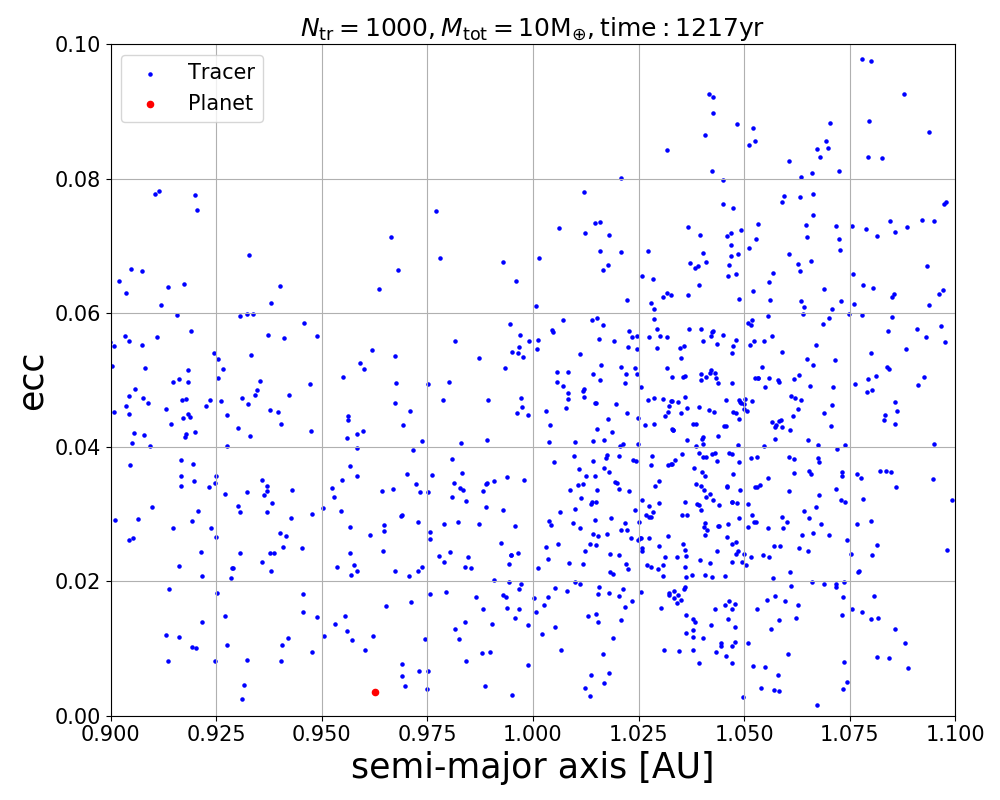 N_tr = 1000, M_tot = 10M_⊕, time : 1217yr
Tracer
Planet
0.10
0.08
0.06
0.04
0.02
0.00
ecc
0.900 0.925 0.950 0.975 1.000 1.025 1.050 1.075 1.100
semi-major axis [AU]